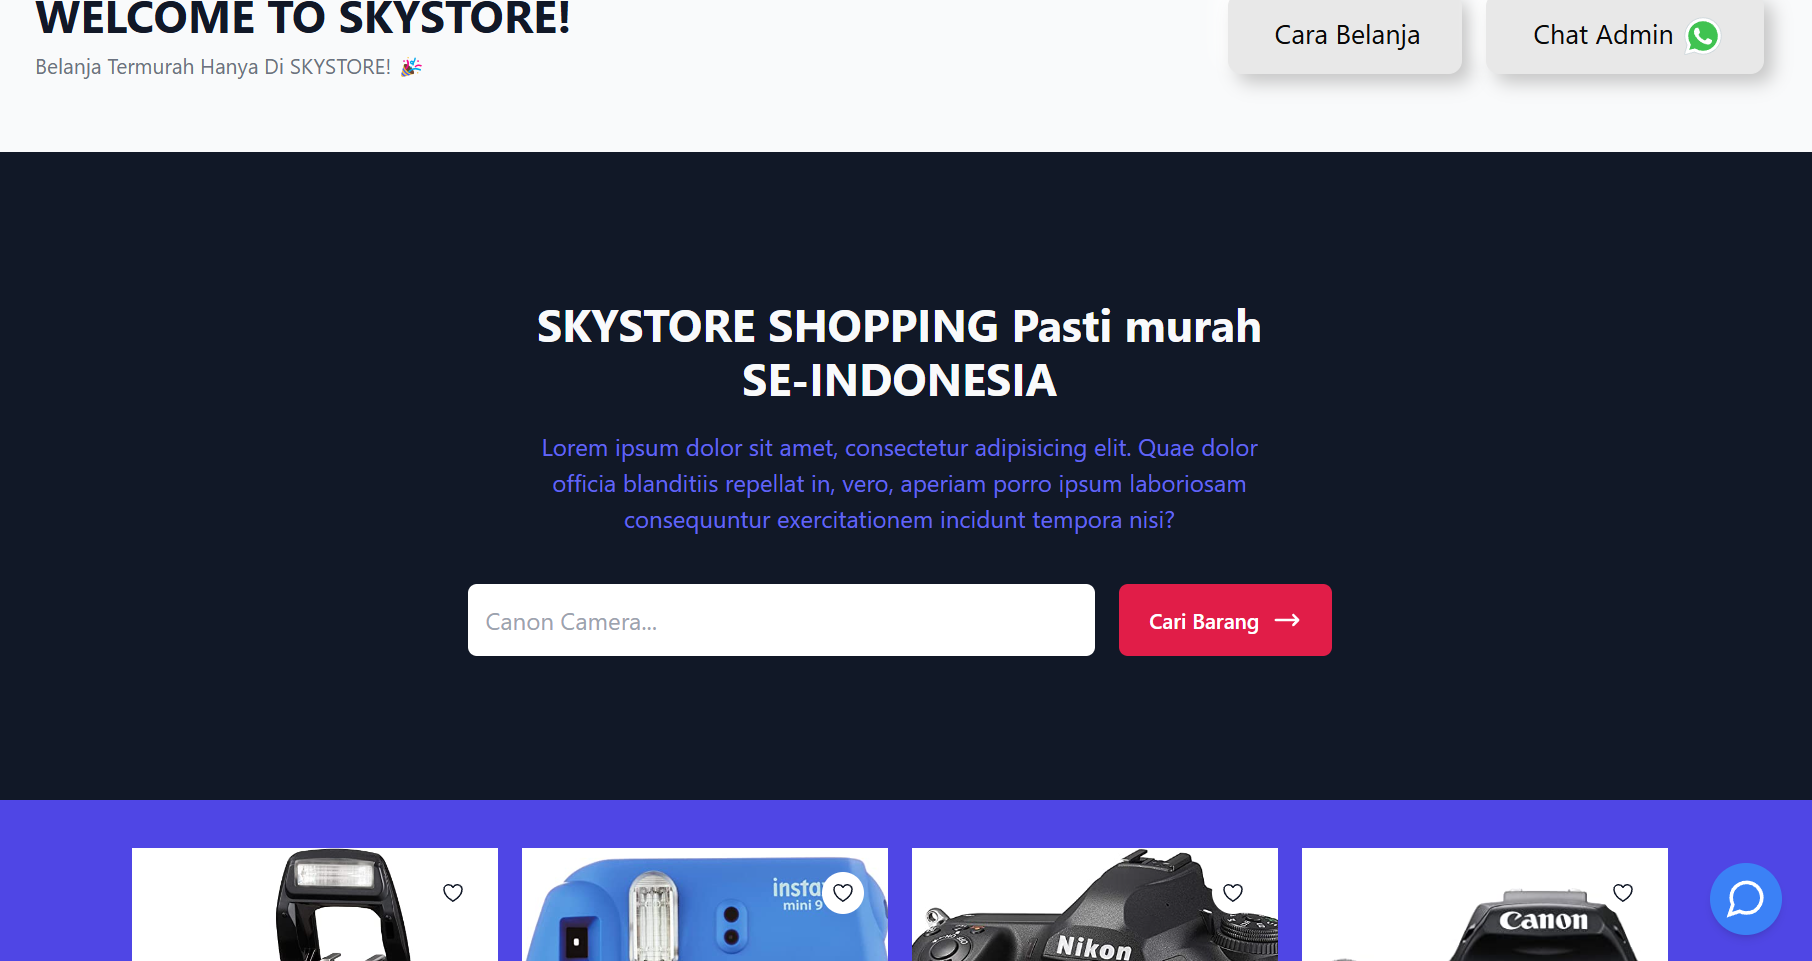 WELCOME TO SKYSTORE!
Belanja Termurah Hanya Di SKYSTORE! 🎉
Cara Belanja
Chat Admin
SKYSTORE SHOPPING Pasti murah
SE-INDONESIA
Lorem ipsum dolor sit amet, consectetur adipisicing elit. Quae dolor
officia blanditiis repellat in, vero, aperiam porro ipsum laboriosam
consequuntur exercitationem incidunt tempora nisi?
Canon Camera...
Cari Barang →
mini 9
Nikon
Canon